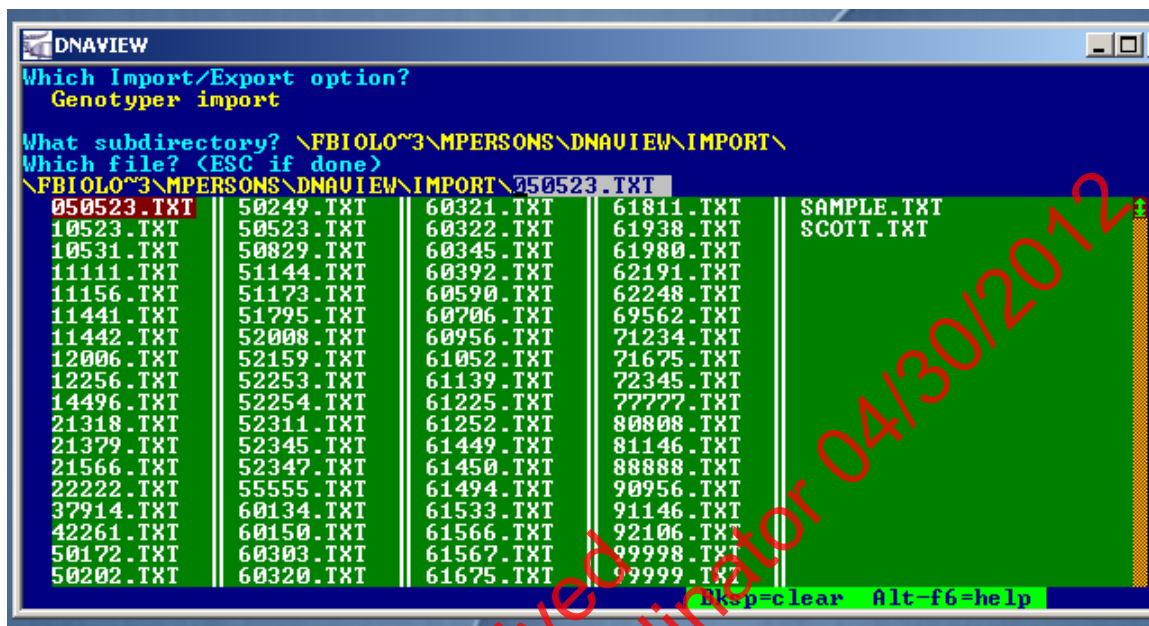 DNAVIEW
Which Import/Export option?
Genotyper import
What subdirectory? \FBIOLO~3\MPERSONS\DNAVIEW\IMPORT\
Which file? (ESC if done)
\FBIOLO~3\MPERSONS\DNAVIEW\IMPORT\050523.TXT
050523.TXT 50249.TXT 60321.TXT 61811.TXT SAMPLE.TXT
10523.TXT 50523.TXT 60322.TXT 61938.TXT SCOTT.TXT
10531.TXT 50829.TXT 60345.TXT 61980.TXT
11111.TXT 51144.TXT 60392.TXT 62191.TXT
11156.TXT 51173.TXT 60590.TXT 62248.TXT
11441.TXT 51795.TXT 60706.TXT 69562.TXT
11442.TXT 52008.TXT 60956.TXT 71234.TXT
12006.TXT 52159.TXT 61052.TXT 71675.TXT
12256.TXT 52253.TXT 61139.TXT 72345.TXT
14496.TXT 52254.TXT 61225.TXT 77777.TXT
21318.TXT 52311.TXT 61252.TXT 80808.TXT
21379.TXT 52345.TXT 61449.TXT 81146.TXT
21566.TXT 52347.TXT 61450.TXT 88888.TXT
22222.TXT 55555.TXT 61494.TXT 90956.TXT
37914.TXT 60134.TXT 61533.TXT 91146.TXT
42261.TXT 60150.TXT 61566.TXT 92106.TXT
50172.TXT 60303.TXT 61567.TXT 99998.TXT
50202.TXT 60320.TXT 61675.TXT 99999.TXT
Bksp=clear Alt-f6=help
04/30/2012